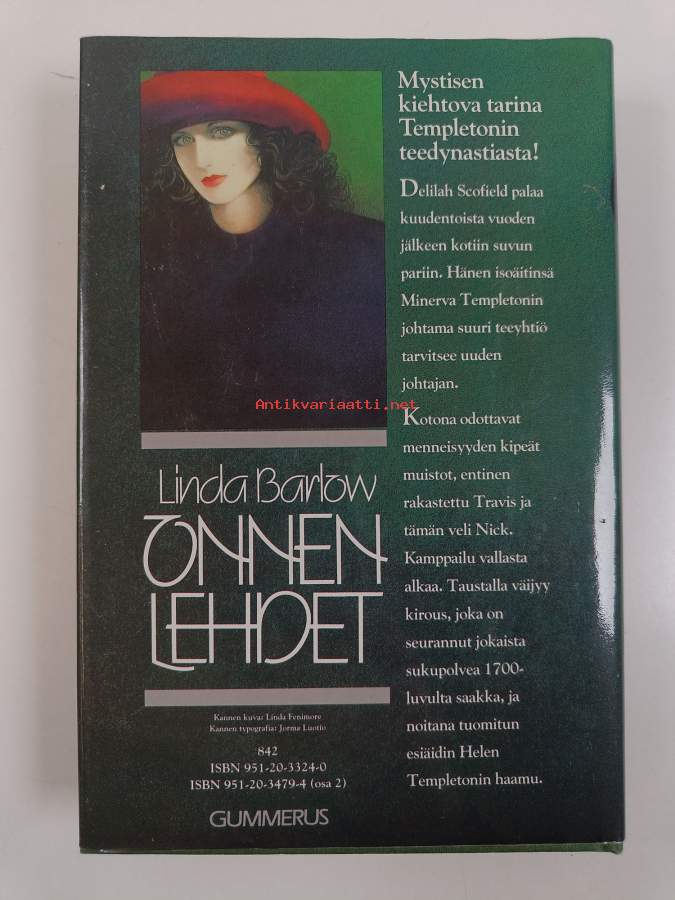 Mystisen
kiehtova tarina
Templetonin
teedynastiasta!
Delilah Scofield palaa
kuudentoista vuoden
jälkeen kotiin suvun
pariin. Hänen isoäitinsä
Minerva Templetonin
johtama suuri teeyhtiö
tarvitsee uuden
johtajan.
Kotona odottavat
menneisyyden kipeät
muistot, entinen
rakastettu Travis ja
tämän veli Nick.
Kamppailu vallasta
alkaa. Taustalla väijyy
kirous, joka on
seurannut jokaista
sukupolvea 1700-
luvulta saakka, ja
noitana tuomitun
esiäidin Helen
Templetonin haamu.
Antikvariaatti.net
Linda Barlow
ONNEN
LEHDET
Kannen kuva: Linda Fenimore
Kannen typografia: Jorma Luotio
842
ISBN 951-20-3324-0
ISBN 951-20-3479-4 (osa 2)
GUMMERUS